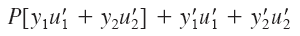 P[y₁u₁′ + y₂u₂′] + y₁′u₁′ + y₂′u₂′